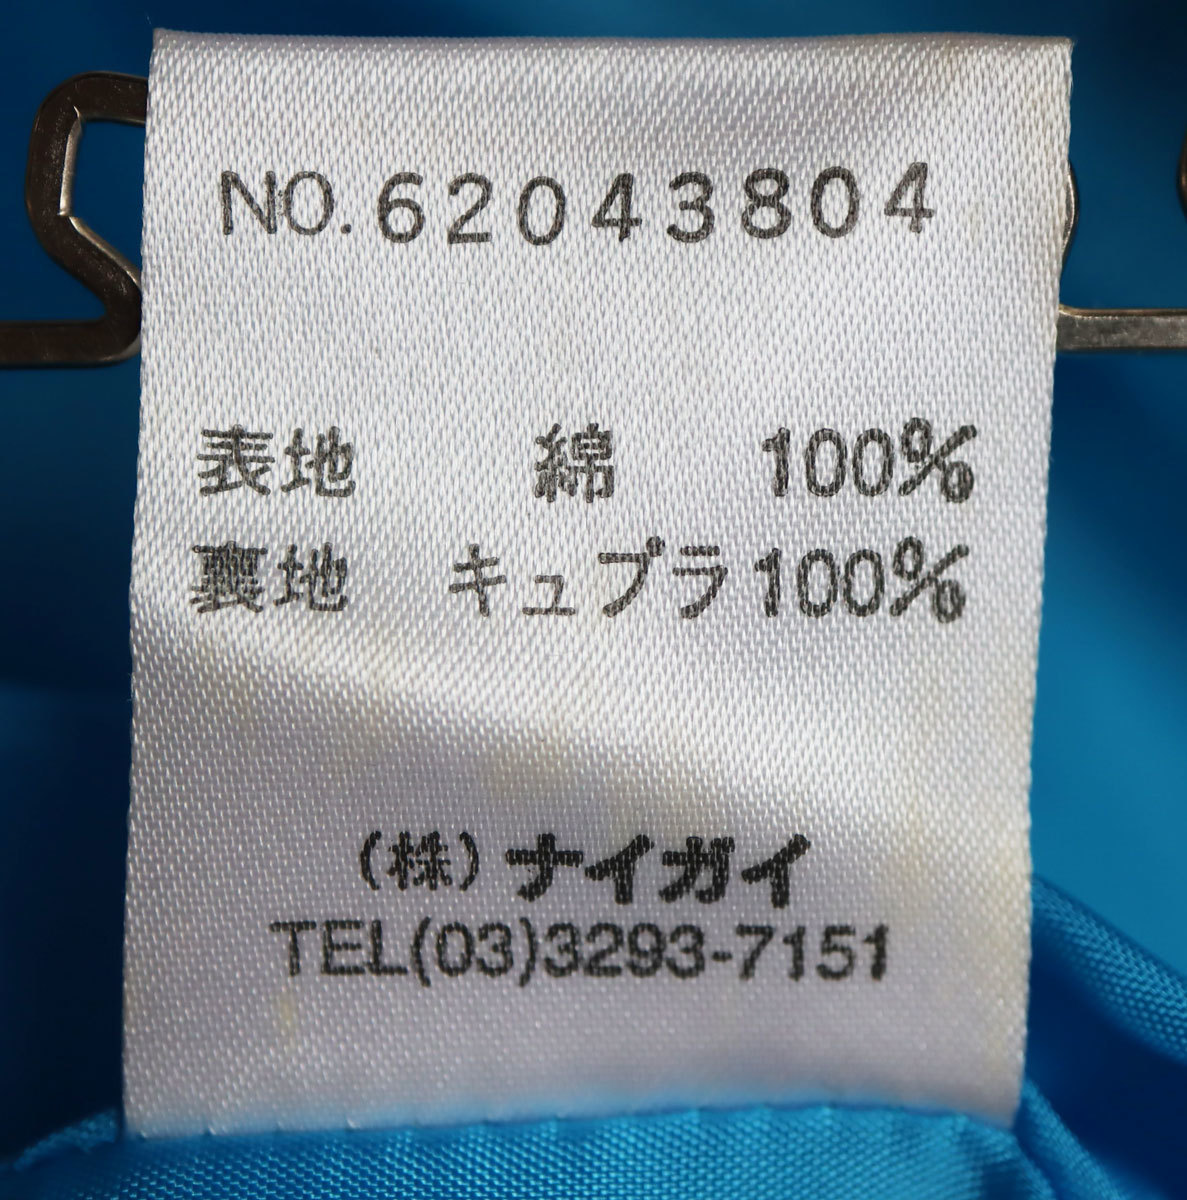 NO.62043804
表地 綿 100%
裏地 キュプラ100%
(株)ナイガイ
TEL(03)3293-7151